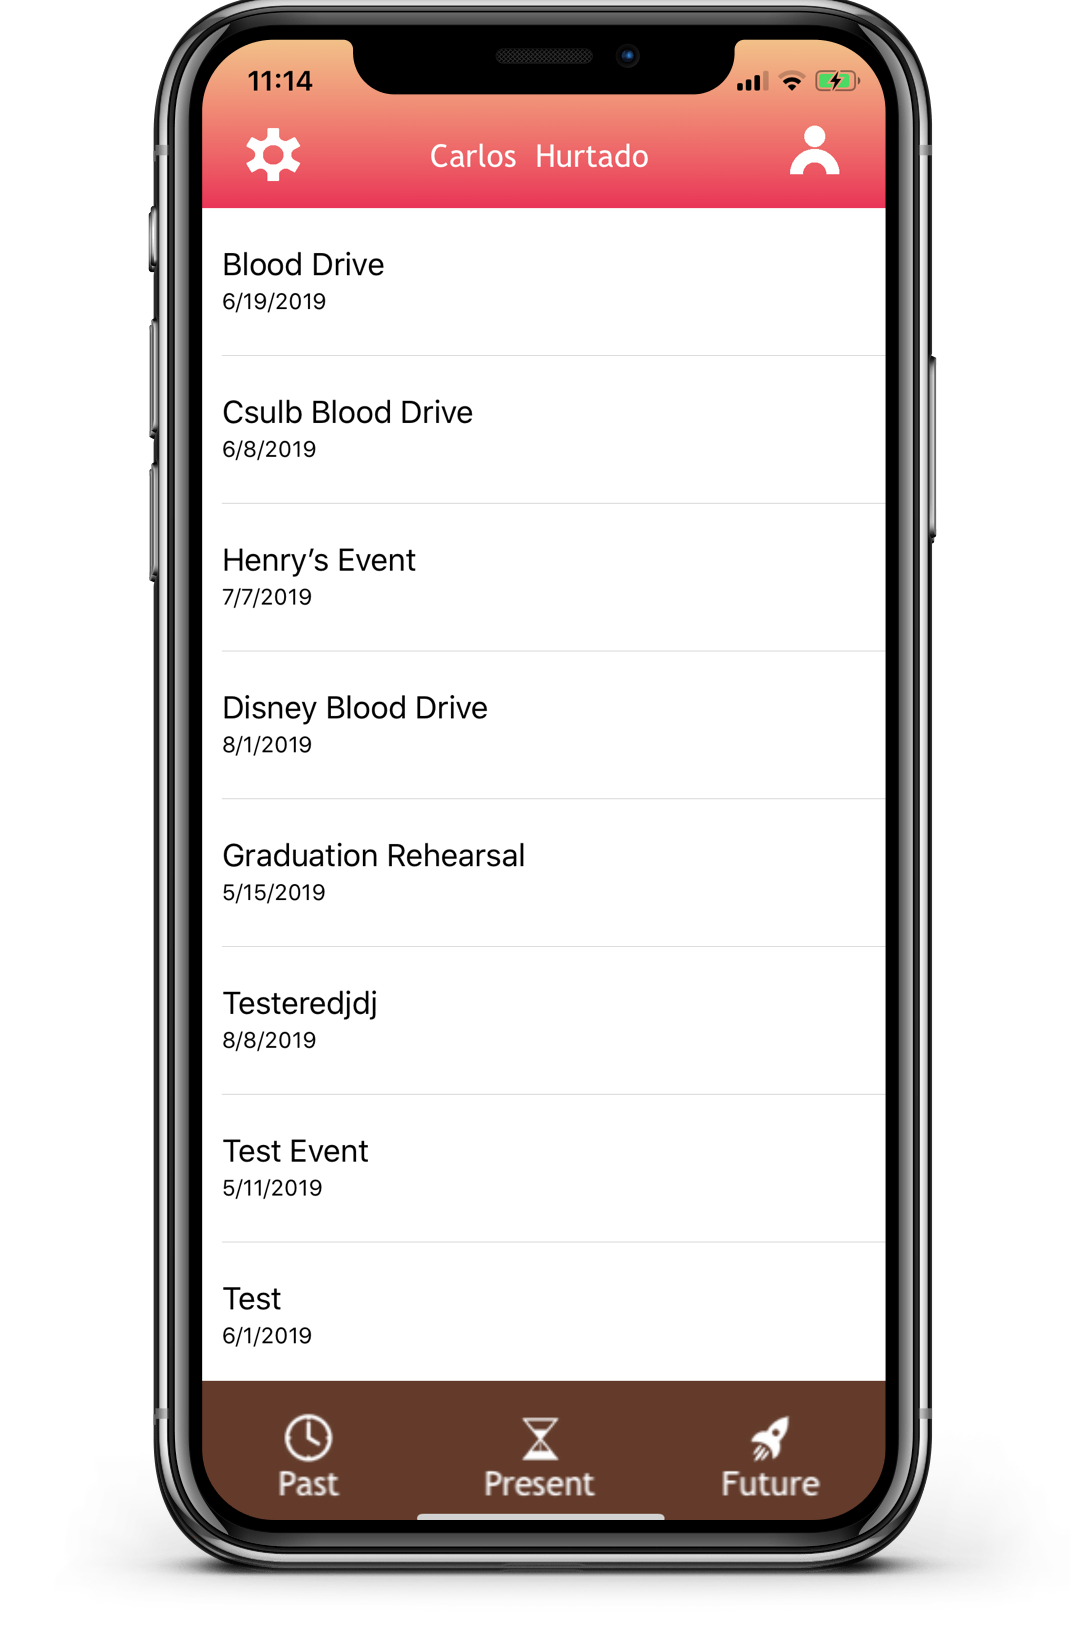 11:14
Carlos Hurtado
Blood Drive
6/19/2019
Csulb Blood Drive
6/8/2019
Henry’s Event
7/7/2019
Disney Blood Drive
8/1/2019
Graduation Rehearsal
5/15/2019
Testeredjdj
8/8/2019
Test Event
5/11/2019
Test
6/1/2019
Past Present Future